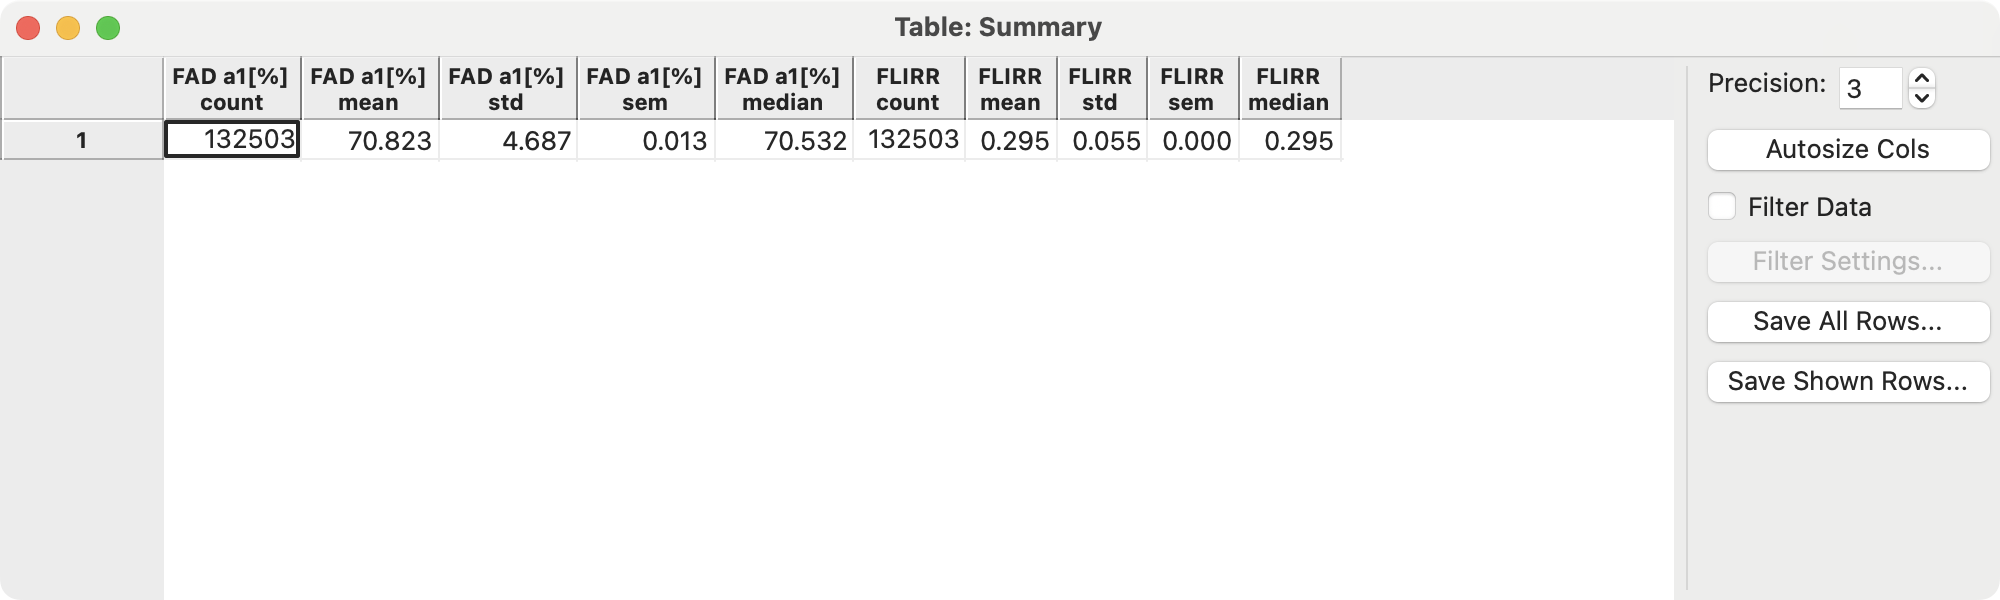 Table: Summary
FAD a1[%] count FAD a1[%] mean FAD a1[%] std FAD a1[%] sem FAD a1[%] median FLIRR count FLIRR mean FLIRR std FLIRR sem FLIRR median
1 132503 70.823 4.687 0.013 70.532 132503 0.295 0.055 0.000 0.295
Precision: 3
Autosize Cols
Filter Data
Filter Settings...
Save All Rows...
Save Shown Rows...